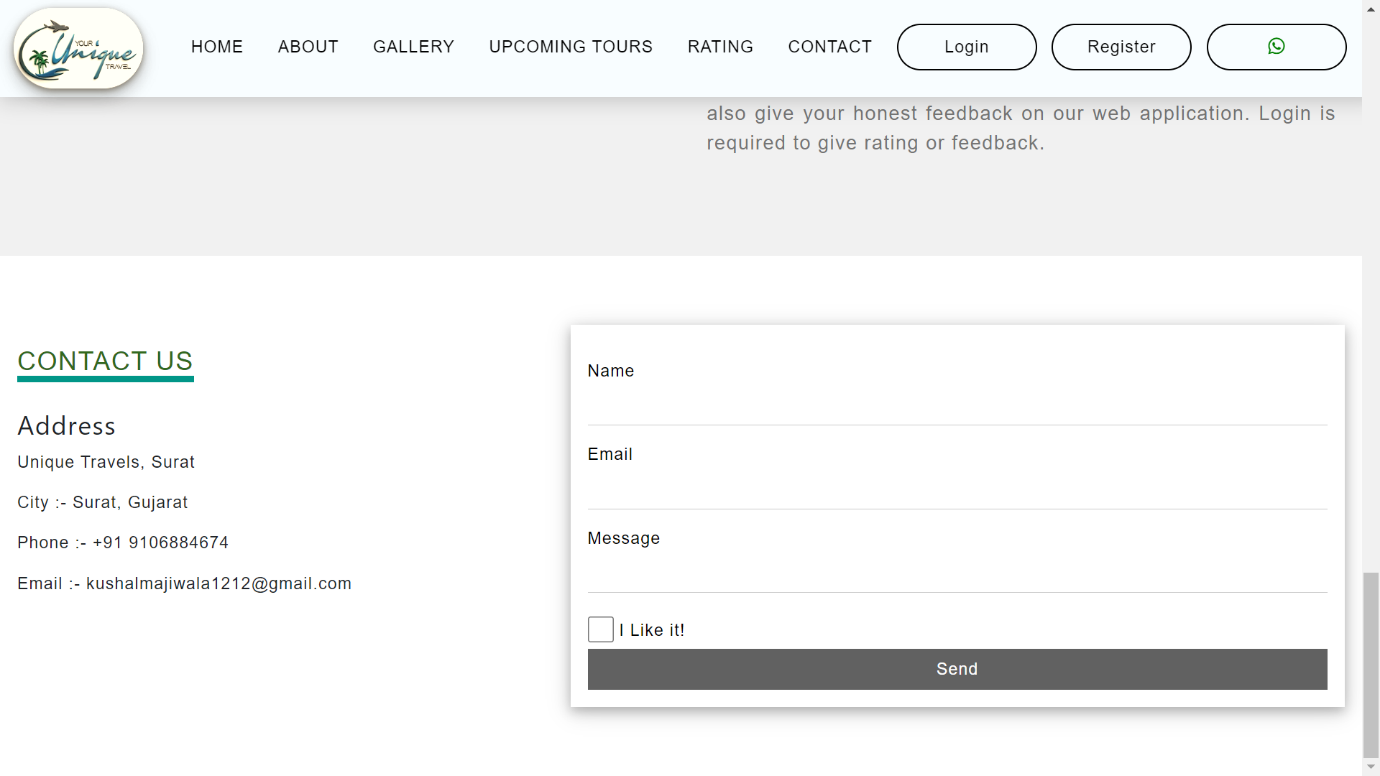 YOUR &
Unique
TRAVEL
HOME ABOUT GALLERY UPCOMING TOURS RATING CONTACT Login Register
also give your honest feedback on our web application. Login is
required to give rating or feedback.
CONTACT US
Address
Unique Travels, Surat
City :- Surat, Gujarat
Phone :- +91 9106884674
Email :- kushalmajiwala1212@gmail.com
Name
Email
Message
I Like it!
Send